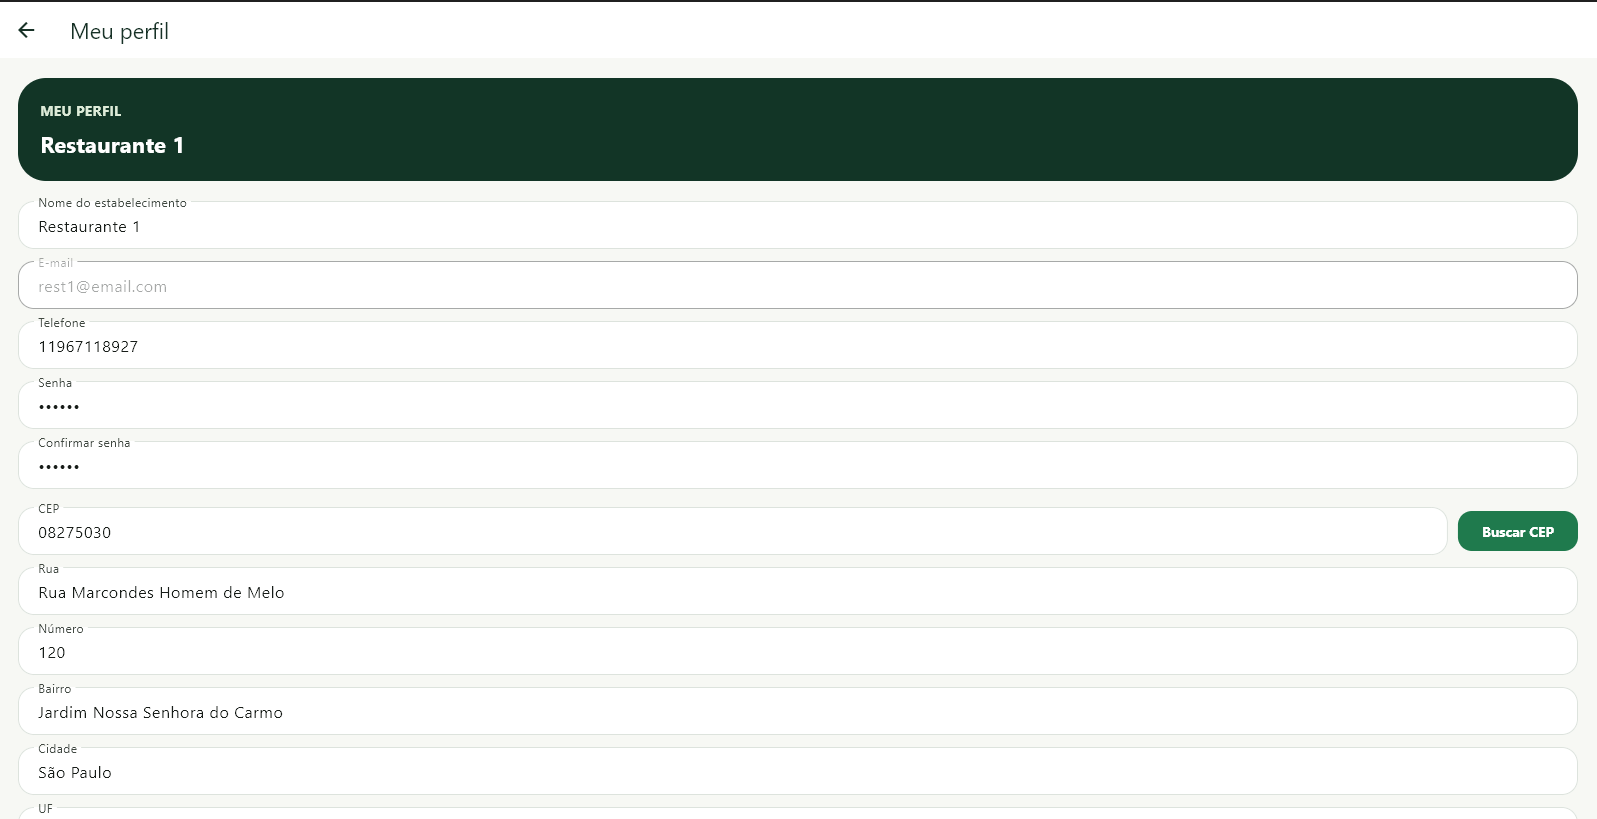 Meu perfil
MEU PERFIL
Restaurante 1
Nome do estabelecimento
Restaurante 1
E-mail
rest1@email.com
Telefone
11967118927
Senha
••••••
Confirmar senha
••••••
CEP
08275030
Buscar CEP
Rua
Rua Marcondes Homem de Melo
Número
120
Bairro
Jardim Nossa Senhora do Carmo
Cidade
São Paulo
UF